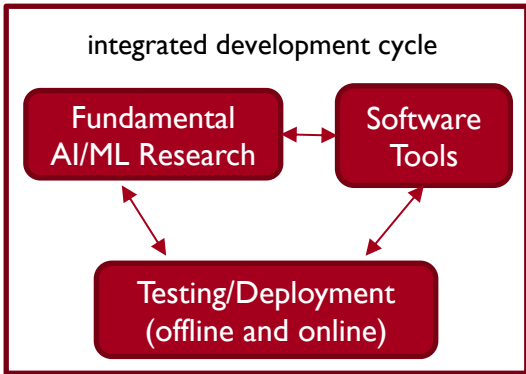 integrated development cycle
Fundamental
AI/ML Research
Software
Tools
Testing/Deployment
(offline and online)